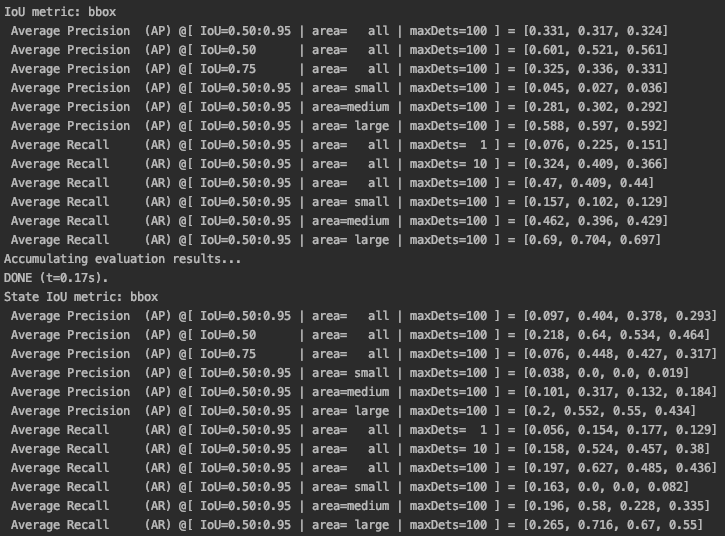 IoU metric: bbox
 Average Precision  (AP) @[ IoU=0.50:0.95 | area=   all | maxDets=100 ] = [0.331, 0.317, 0.324]
 Average Precision  (AP) @[ IoU=0.50      | area=   all | maxDets=100 ] = [0.601, 0.521, 0.561]
 Average Precision  (AP) @[ IoU=0.75      | area=   all | maxDets=100 ] = [0.325, 0.336, 0.331]
 Average Precision  (AP) @[ IoU=0.50:0.95 | area= small | maxDets=100 ] = [0.045, 0.027, 0.036]
 Average Precision  (AP) @[ IoU=0.50:0.95 | area=medium | maxDets=100 ] = [0.281, 0.302, 0.292]
 Average Precision  (AP) @[ IoU=0.50:0.95 | area= large | maxDets=100 ] = [0.588, 0.597, 0.592]
 Average Recall     (AR) @[ IoU=0.50:0.95 | area=   all | maxDets=  1 ] = [0.076, 0.225, 0.151]
 Average Recall     (AR) @[ IoU=0.50:0.95 | area=   all | maxDets= 10 ] = [0.324, 0.409, 0.366]
 Average Recall     (AR) @[ IoU=0.50:0.95 | area=   all | maxDets=100 ] = [0.47, 0.409, 0.44]
 Average Recall     (AR) @[ IoU=0.50:0.95 | area= small | maxDets=100 ] = [0.157, 0.102, 0.129]
 Average Recall     (AR) @[ IoU=0.50:0.95 | area=medium | maxDets=100 ] = [0.462, 0.396, 0.429]
 Average Recall     (AR) @[ IoU=0.50:0.95 | area= large | maxDets=100 ] = [0.69, 0.704, 0.697]
Accumulating evaluation results...
DONE (t=0.17s).
State IoU metric: bbox
 Average Precision  (AP) @[ IoU=0.50:0.95 | area=   all | maxDets=100 ] = [0.097, 0.404, 0.378, 0.293]
 Average Precision  (AP) @[ IoU=0.50      | area=   all | maxDets=100 ] = [0.218, 0.64, 0.534, 0.464]
 Average Precision  (AP) @[ IoU=0.75      | area=   all | maxDets=100 ] = [0.076, 0.448, 0.427, 0.317]
 Average Precision  (AP) @[ IoU=0.50:0.95 | area= small | maxDets=100 ] = [0.038, 0.0, 0.0, 0.019]
 Average Precision  (AP) @[ IoU=0.50:0.95 | area=medium | maxDets=100 ] = [0.101, 0.317, 0.132, 0.184]
 Average Precision  (AP) @[ IoU=0.50:0.95 | area= large | maxDets=100 ] = [0.2, 0.552, 0.55, 0.434]
 Average Recall     (AR) @[ IoU=0.50:0.95 | area=   all | maxDets=  1 ] = [0.056, 0.154, 0.177, 0.129]
 Average Recall     (AR) @[ IoU=0.50:0.95 | area=   all | maxDets= 10 ] = [0.158, 0.524, 0.457, 0.38]
 Average Recall     (AR) @[ IoU=0.50:0.95 | area=   all | maxDets=100 ] = [0.197, 0.627, 0.485, 0.436]
 Average Recall     (AR) @[ IoU=0.50:0.95 | area= small | maxDets=100 ] = [0.163, 0.0, 0.0, 0.082]
 Average Recall     (AR) @[ IoU=0.50:0.95 | area=medium | maxDets=100 ] = [0.196, 0.58, 0.228, 0.335]
 Average Recall     (AR) @[ IoU=0.50:0.95 | area= large | maxDets=100 ] = [0.265, 0.716, 0.67, 0.55]